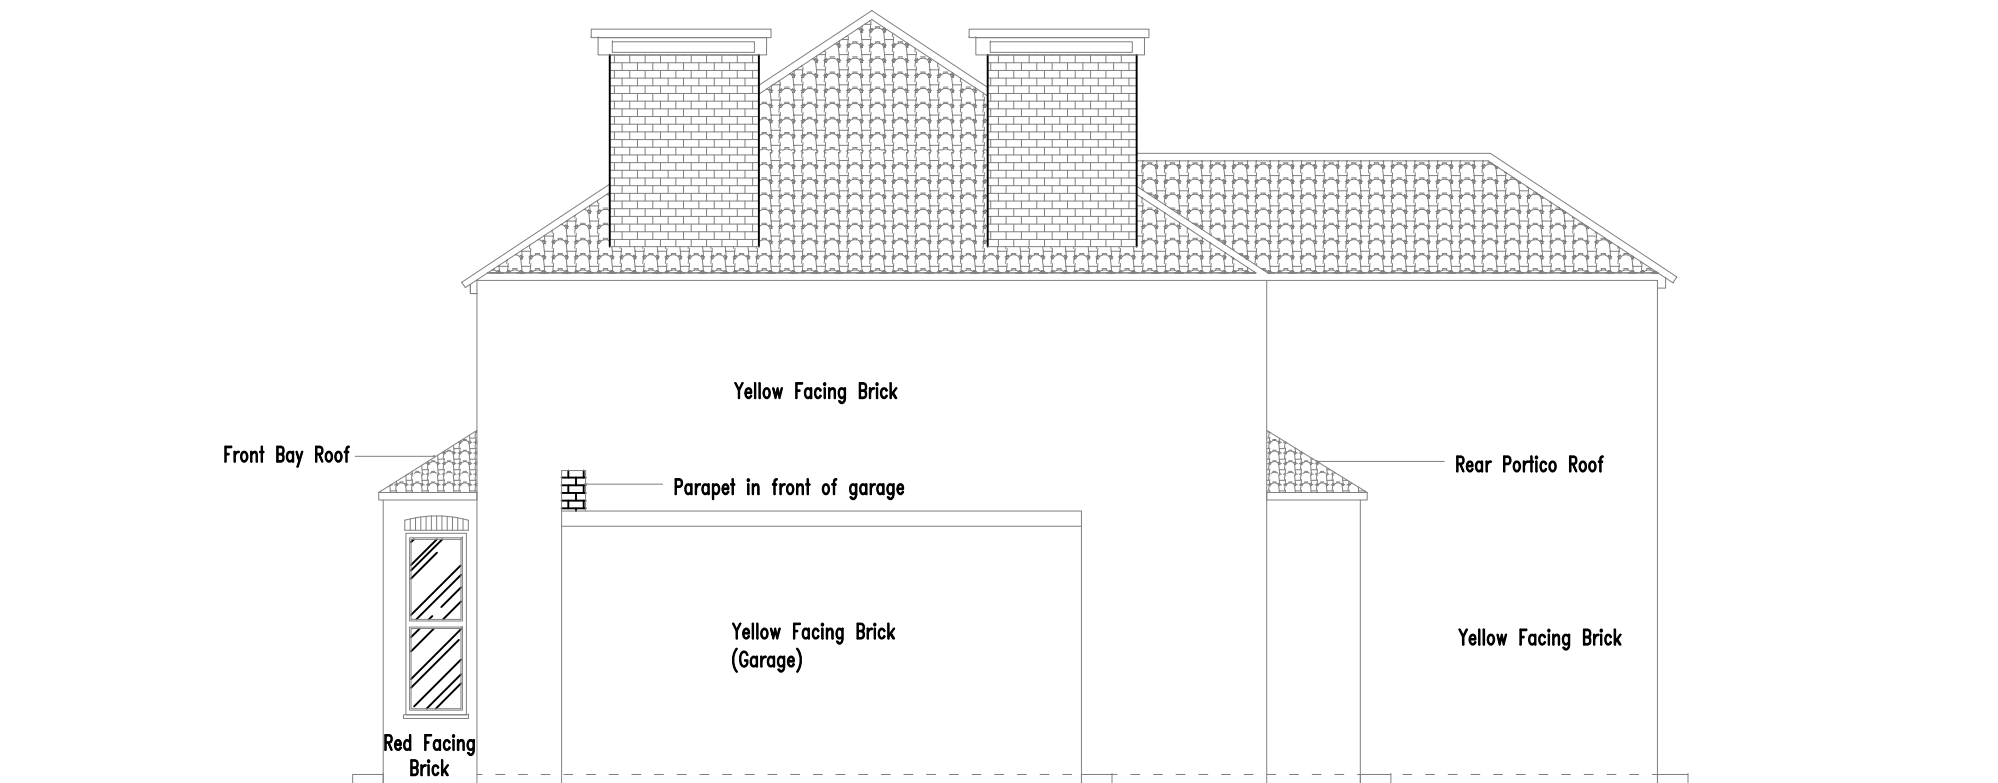 Yellow Facing Brick
Front Bay Roof
Rear Portico Roof
Parapet in front of garage
Yellow Facing Brick
(Garage)
Yellow Facing Brick
Red Facing
Brick